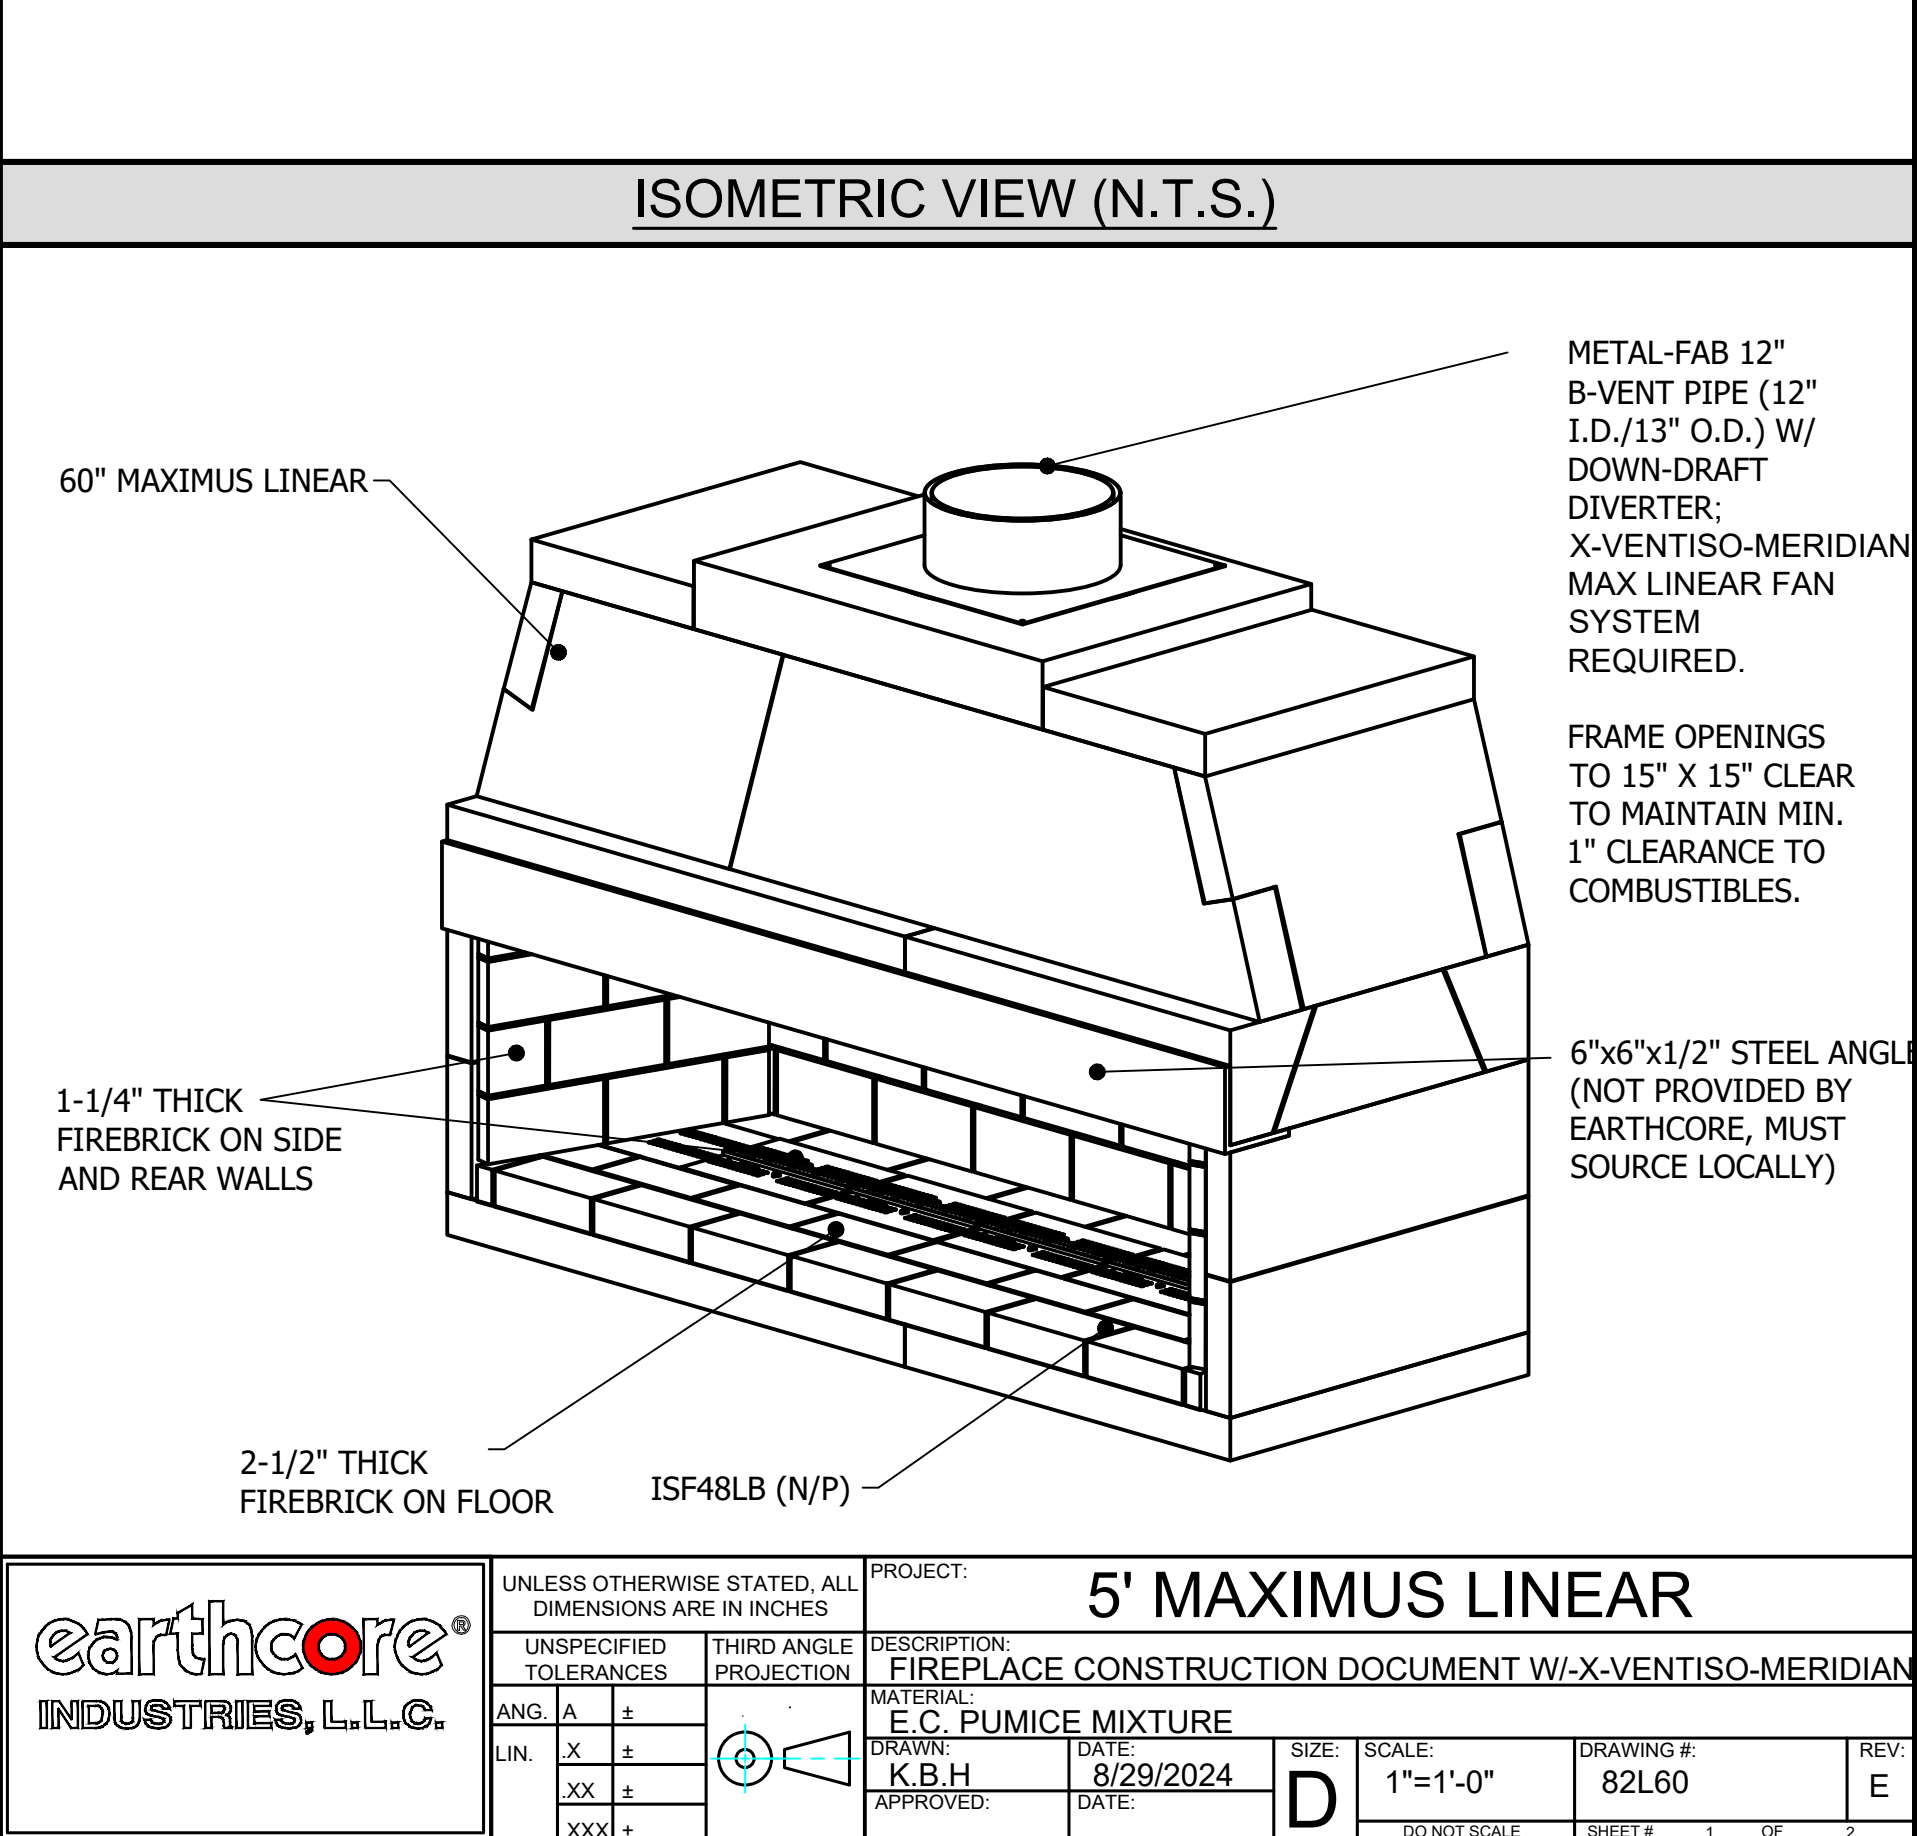 ISOMETRIC VIEW (N.T.S.)
METAL-FAB 12"
B-VENT PIPE (12"
I.D./13" O.D.) W/
DOWN-DRAFT
DIVERTER;
X-VENTISO-MERIDIAN
MAX LINEAR FAN
SYSTEM
REQUIRED.
FRAME OPENINGS
TO 15" X 15" CLEAR
TO MAINTAIN MIN.
1" CLEARANCE TO
COMBUSTIBLES.
60" MAXIMUS LINEAR
6"x6"x1/2" STEEL ANGLE
(NOT PROVIDED BY
EARTHCORE, MUST
SOURCE LOCALLY)
1-1/4" THICK
FIREBRICK ON SIDE
AND REAR WALLS
2-1/2" THICK
FIREBRICK ON FLOOR
ISF48LB (N/P)
earthcore®
INDUSTRIES, L.L.C.
UNLESS OTHERWISE STATED, ALL
DIMENSIONS ARE IN INCHES
UNSPECIFIED
TOLERANCES
THIRD ANGLE
PROJECTION
ANG. A ±
LIN. .X ±
.XX ±
.XXX ±
PROJECT:
5' MAXIMUS LINEAR
DESCRIPTION:
FIREPLACE CONSTRUCTION DOCUMENT W/-X-VENTISO-MERIDIAN
MATERIAL:
E.C. PUMICE MIXTURE
DRAWN:
K.B.H
DATE:
8/29/2024
APPROVED:
DATE:
SIZE:
D
SCALE:
1"=1'-0"
DO NOT SCALE
DRAWING #:
82L60
REV:
E
SHEET # 1 OF 2